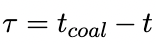 τ = t_{coal} − t